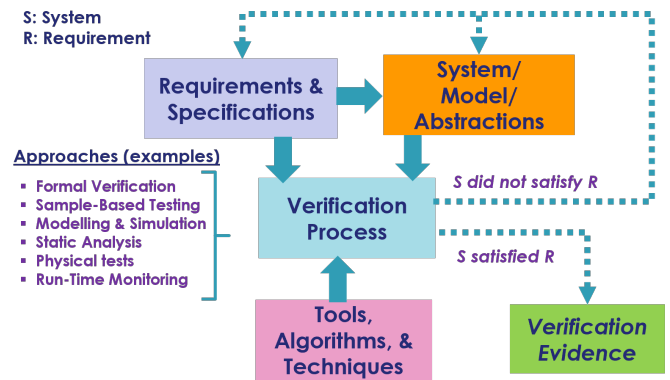 S: System
R: Requirement
Requirements &
Specifications
System/
Model/
Abstractions
Approaches (examples)
▪ Formal Verification
▪ Sample-Based Testing
▪ Modelling & Simulation
▪ Static Analysis
▪ Physical tests
▪ Run-Time Monitoring
Verification
Process
S did not satisfy R
S satisfied R
Tools,
Algorithms, &
Techniques
Verification
Evidence